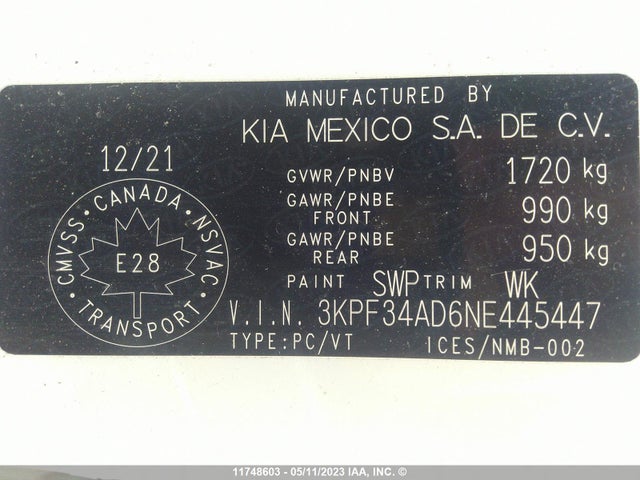 MANUFACTURED BY
KIA MEXICO S.A. DE C.V.
12/21
GVWR/PNBV 1720 kg
GAWR/PNBE FRONT 990 kg
GAWR/PNBE REAR 950 kg
CMVSS · CANADA · NSVAC · TRANSPORT ·
E28
PAINT SWP TRIM WK
V.I.N. 3KPF34AD6NE445447
TYPE:PC/VT ICES/NMB-002
11748603 - 05/11/2023 IAA, INC. ©